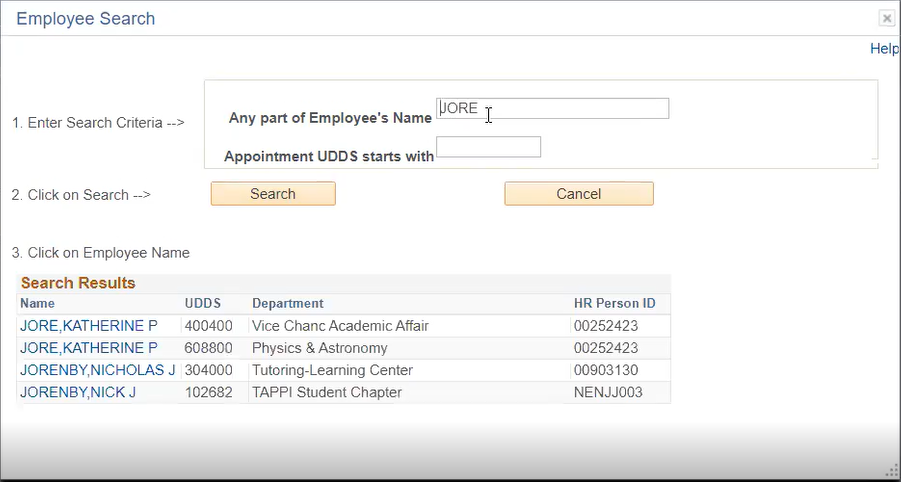 Employee Search
Help
1. Enter Search Criteria -->
Any part of Employee's Name JORE
Appointment UDDS starts with
2. Click on Search --> Search Cancel
3. Click on Employee Name
Search Results
Name UDDS Department HR Person ID
JORE,KATHERINE P 400400 Vice Chanc Academic Affair 00252423
JORE,KATHERINE P 608800 Physics & Astronomy 00252423
JORENBY,NICHOLAS J 304000 Tutoring-Learning Center 00903130
JORENBY,NICK J 102682 TAPPI Student Chapter NENJJ003